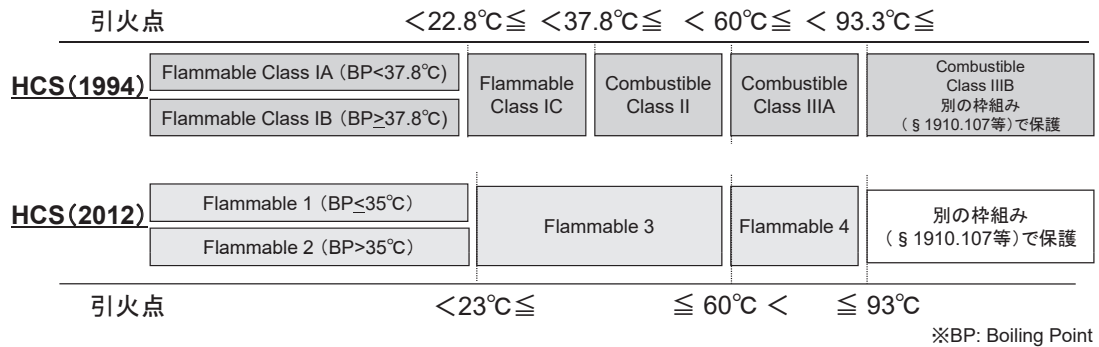 引火点 <22.8℃≦ <37.8℃≦ < 60℃≦ < 93.3℃≦
HCS(1994)
Flammable Class IA (BP<37.8℃)
Flammable Class IB (BP≥37.8℃)
Flammable
Class IC
Combustible
Class II
Combustible
Class IIIA
Combustible
Class IIIB
別の枠組み
(§1910.107等)で保護
HCS(2012)
Flammable 1 (BP≤35℃)
Flammable 2 (BP>35℃)
Flammable 3
Flammable 4
別の枠組み
(§1910.107等)で保護
引火点 <23℃≦ ≦ 60℃ < ≦ 93℃
※BP: Boiling Point